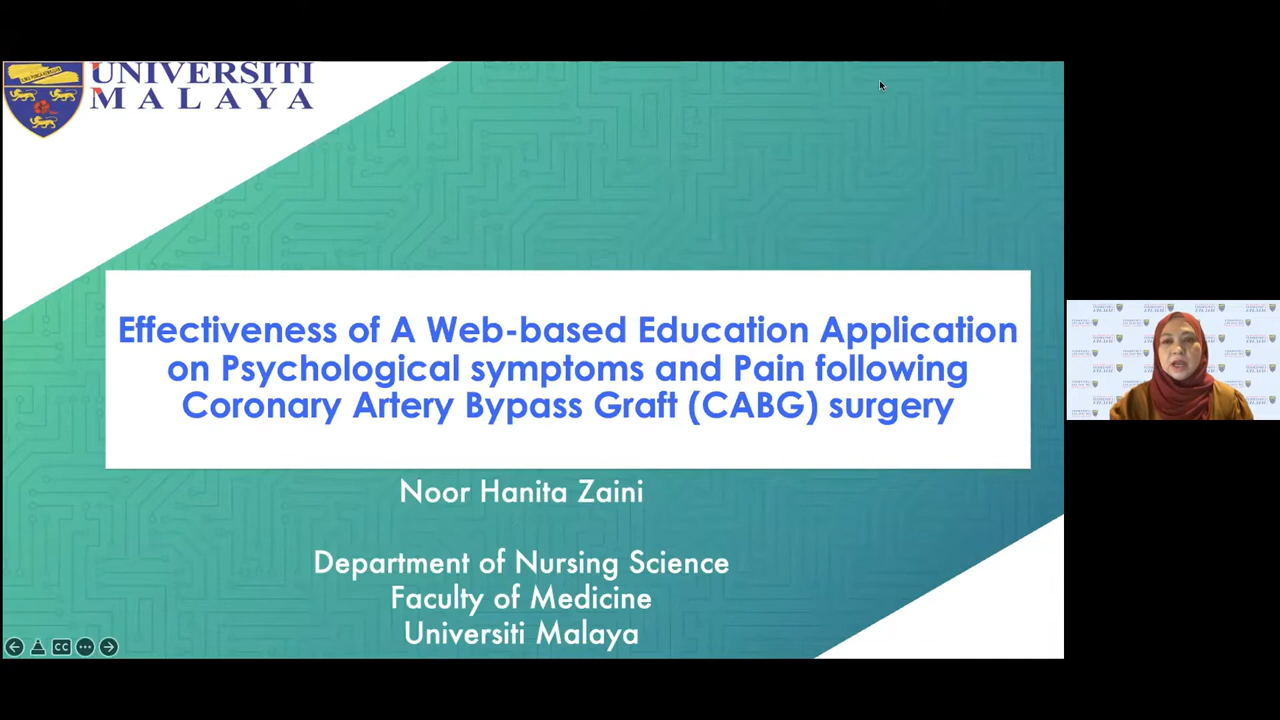 UNIVERSITI
MALAYA
Effectiveness of A Web-based Education Application
on Psychological symptoms and Pain following
Coronary Artery Bypass Graft (CABG) surgery
Noor Hanita Zaini
Department of Nursing Science
Faculty of Medicine
Universiti Malaya
CC